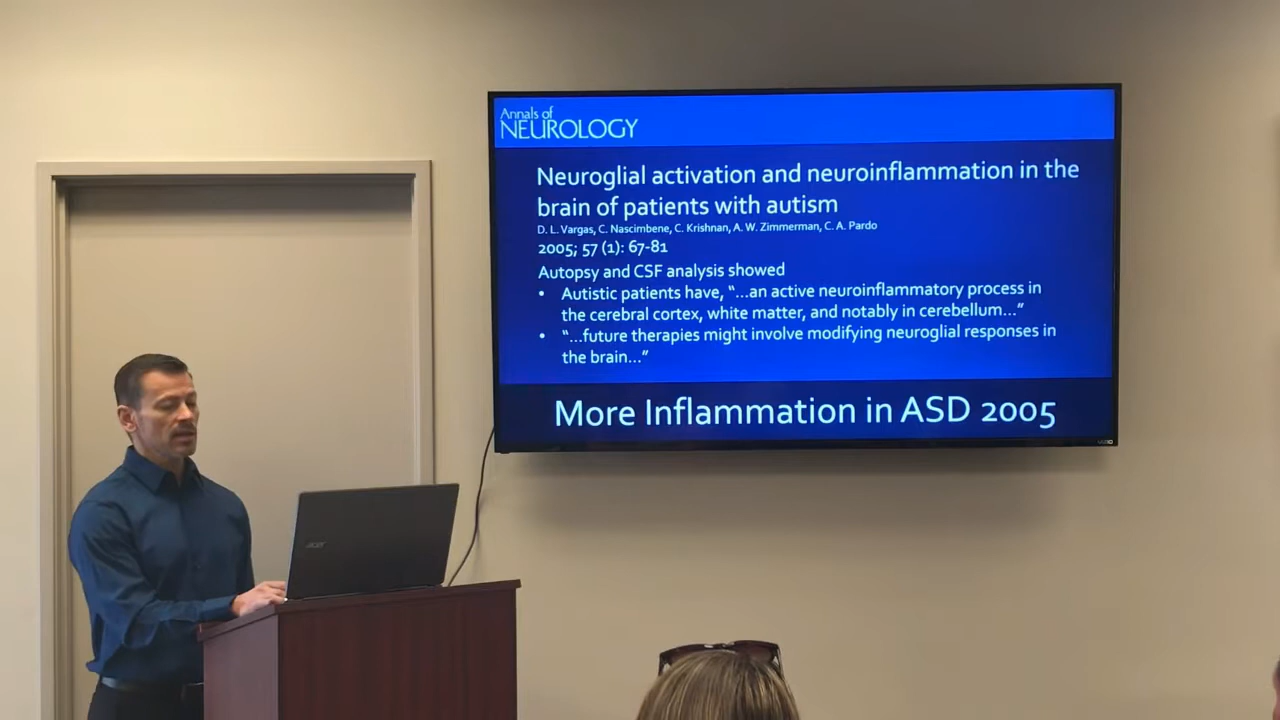 Annals of
NEUROLOGY
Neuroglial activation and neuroinflammation in the
brain of patients with autism
D. L. Vargas, C. Nascimbene, C. Krishnan, A. W. Zimmerman, C. A. Pardo
2005; 57 (1): 67-81
Autopsy and CSF analysis showed
• Autistic patients have, “...an active neuroinflammatory process in
the cerebral cortex, white matter, and notably in cerebellum...”
• “...future therapies might involve modifying neuroglial responses in
the brain...”
More Inflammation in ASD 2005
VIZIO
acer